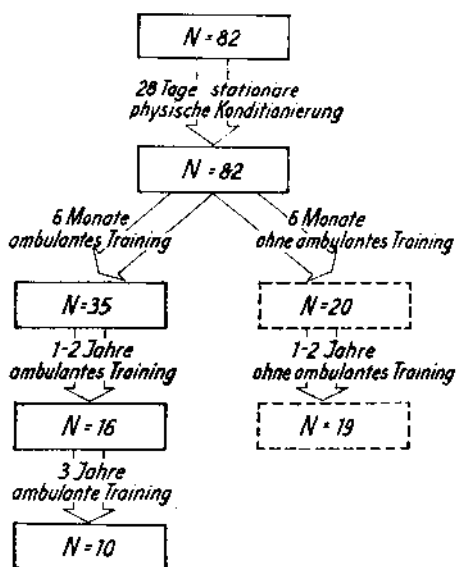 N = 82
28 Tage stationäre
physische Konditionierung
N = 82
6 Monate
ambulantes Training
6 Monate
ohne ambulantes Training
N = 35
N = 20
1-2 Jahre
ambulantes Training
1-2 Jahre
ohne ambulantes Training
N = 16
N = 19
3 Jahre
ambulante Training
N = 10